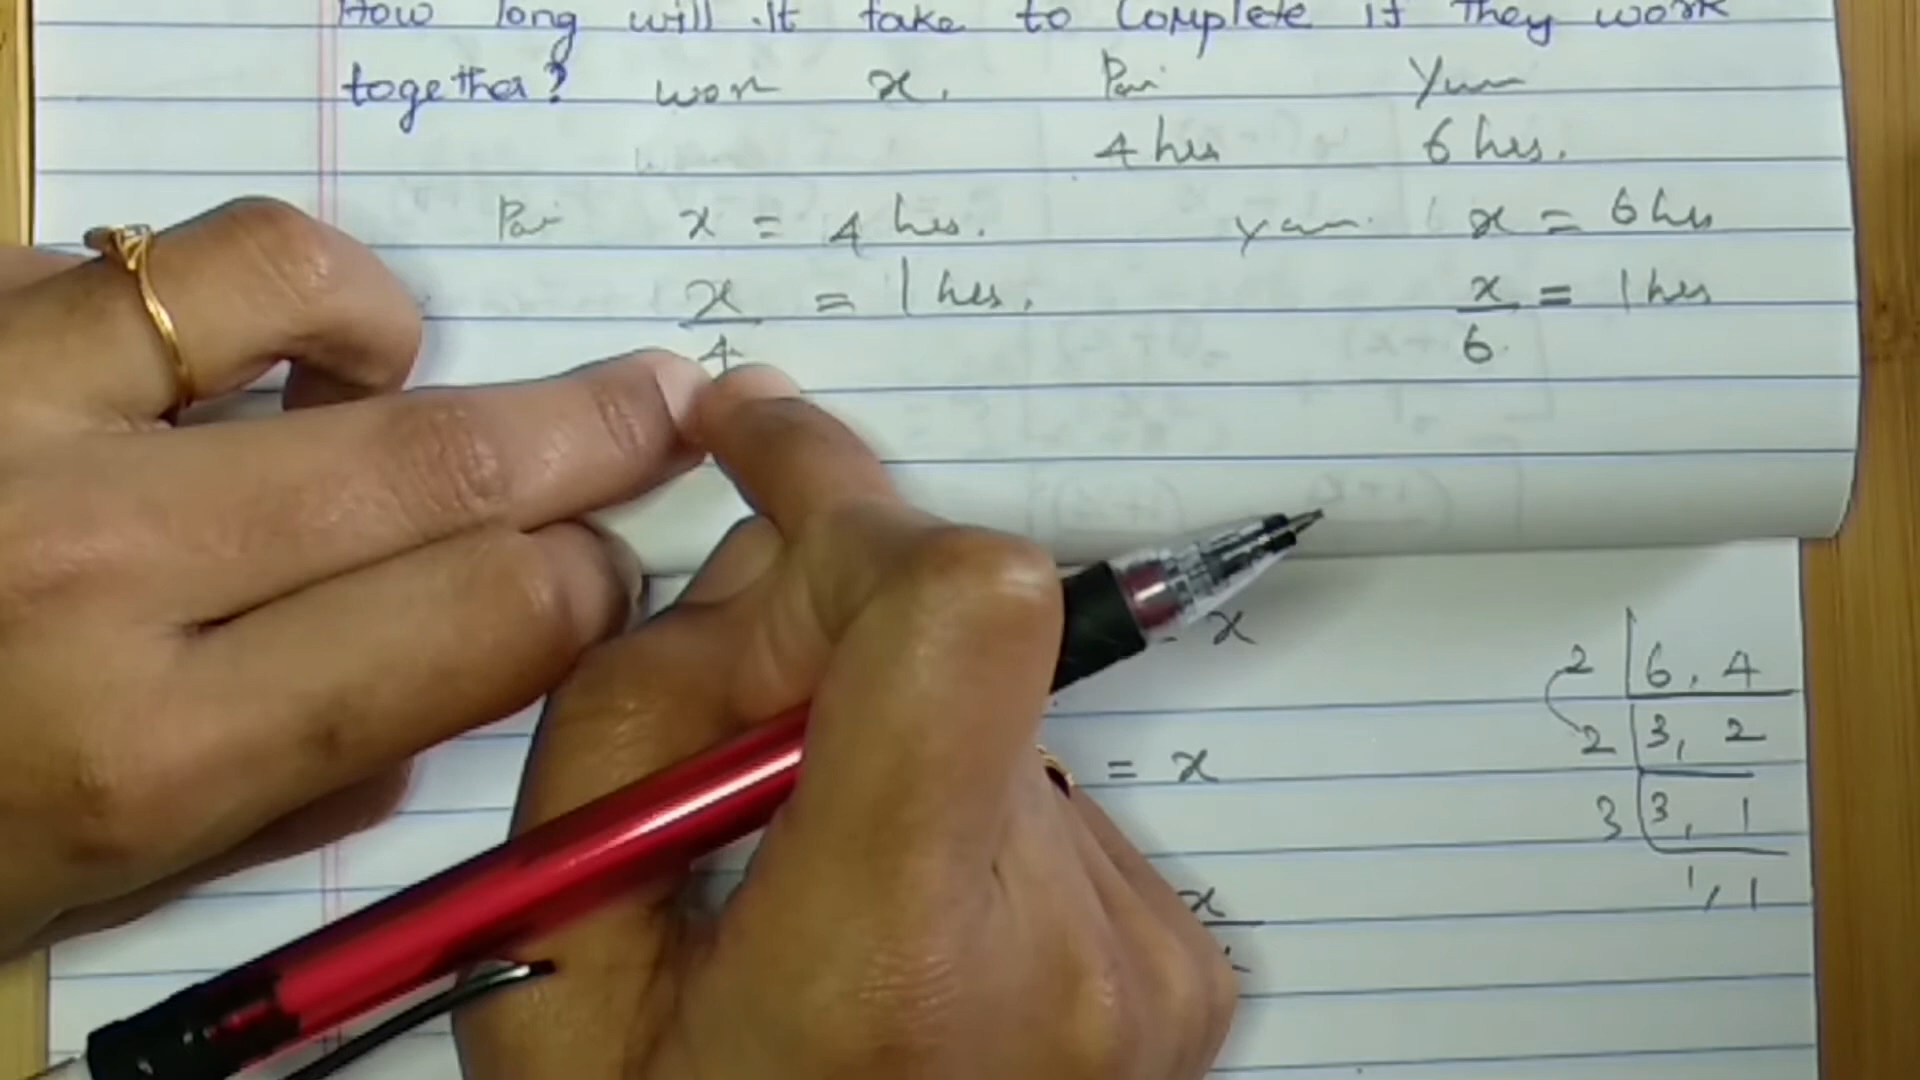 How long will it take to Complete if they work
together? work x. Pari Yuvan
4 hrs 6 hrs.
Pari x = 4 hrs. yuvan x = 6 hrs
x/4 = 1 hrs. x/6 = 1 hrs
x
2 | 6, 4
= x
2 | 3, 2
3 | 3, 1
x
1, 1